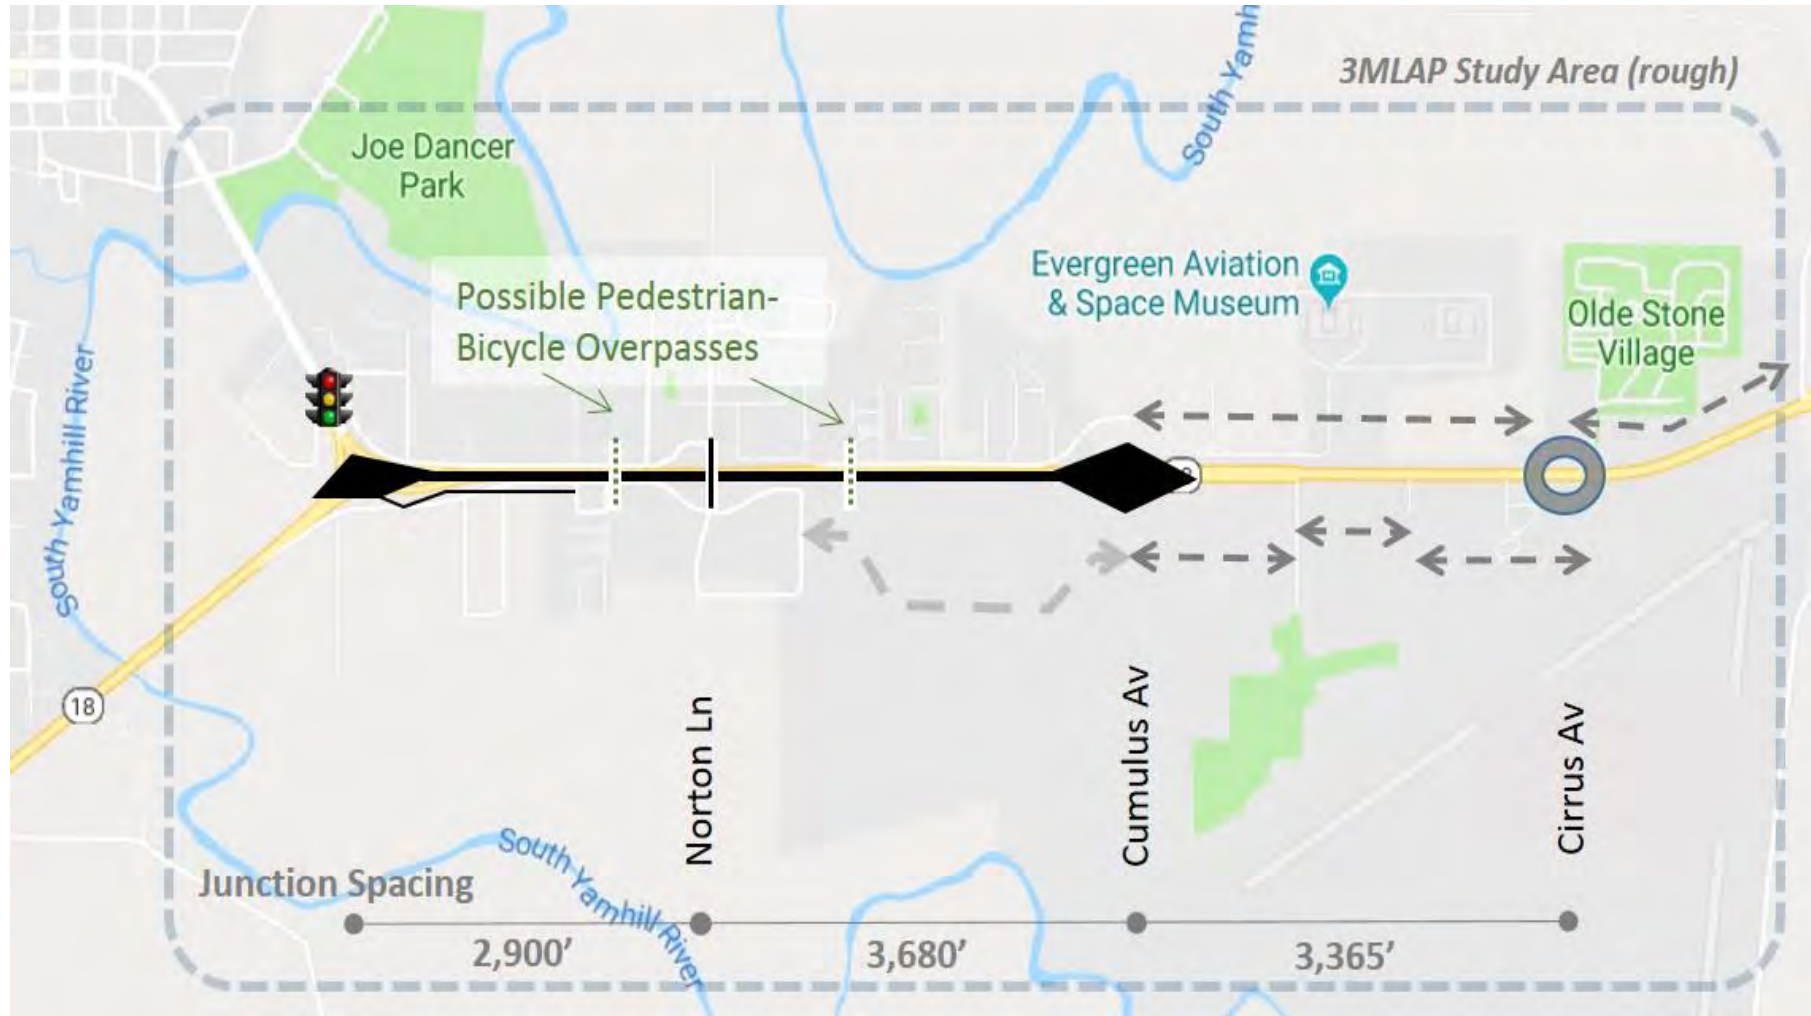 3MLAP Study Area (rough)
South Yamh
Joe Dancer
Park
Evergreen Aviation
& Space Museum
Possible Pedestrian-
Bicycle Overpasses
Olde Stone
Village
South Yamhill River
18
Norton Ln
Cumulus Av
Cirrus Av
Junction Spacing
South Yamhill River
2,900’
3,680’
3,365’